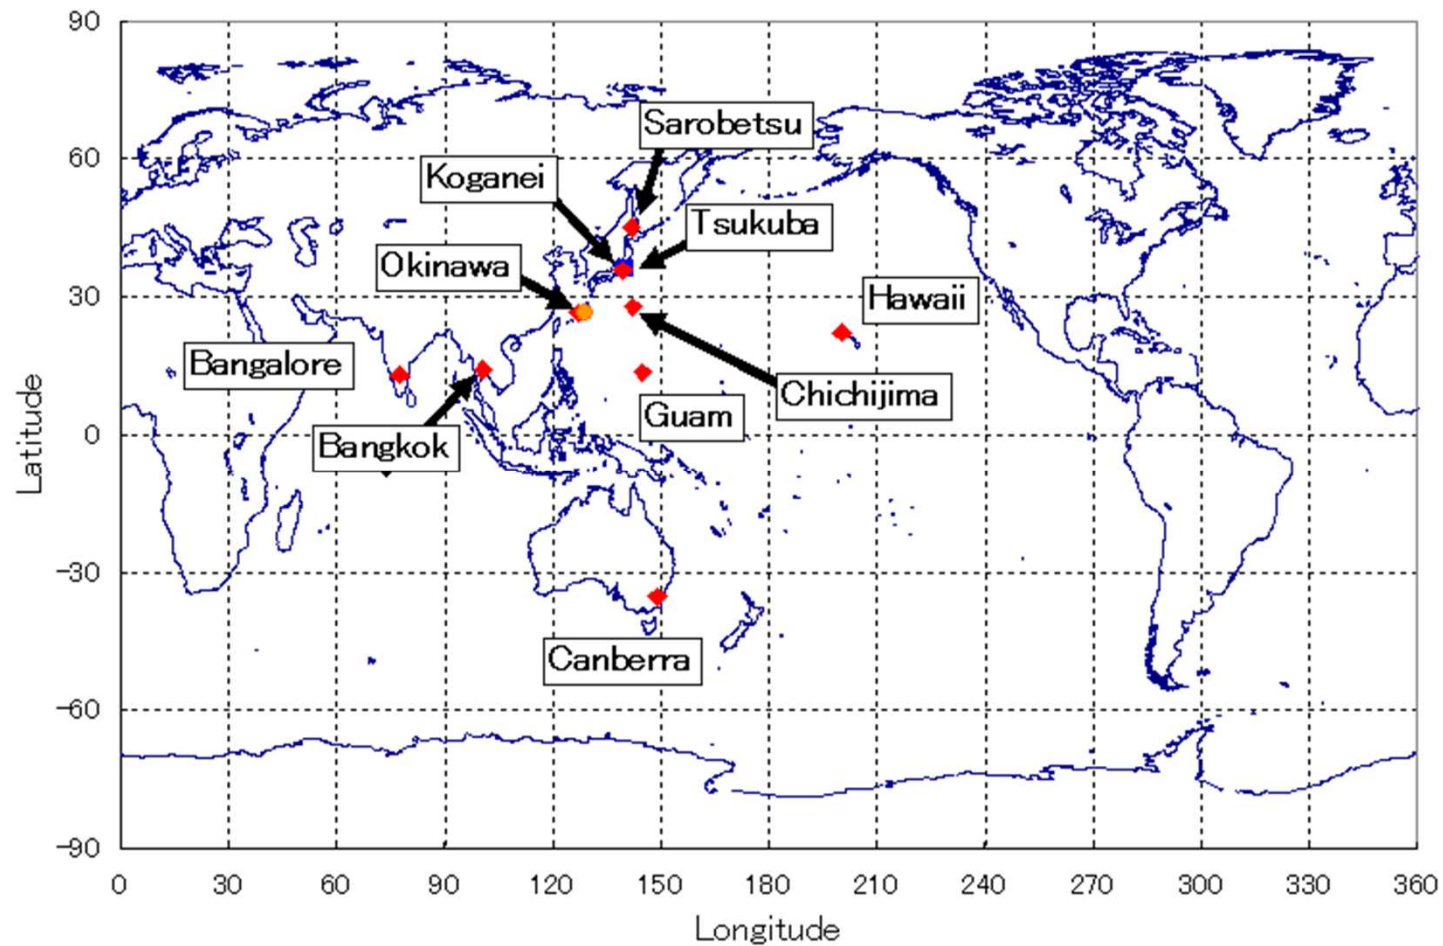 90
Sarobetsu
60
Koganei
Tsukuba
Okinawa
30
Hawaii
Bangalore
Chichijima
Guam
0
Bangkok
Latitude
-30
Canberra
-60
-90
0 30 60 90 120 150 180 210 240 270 300 330 360
Longitude